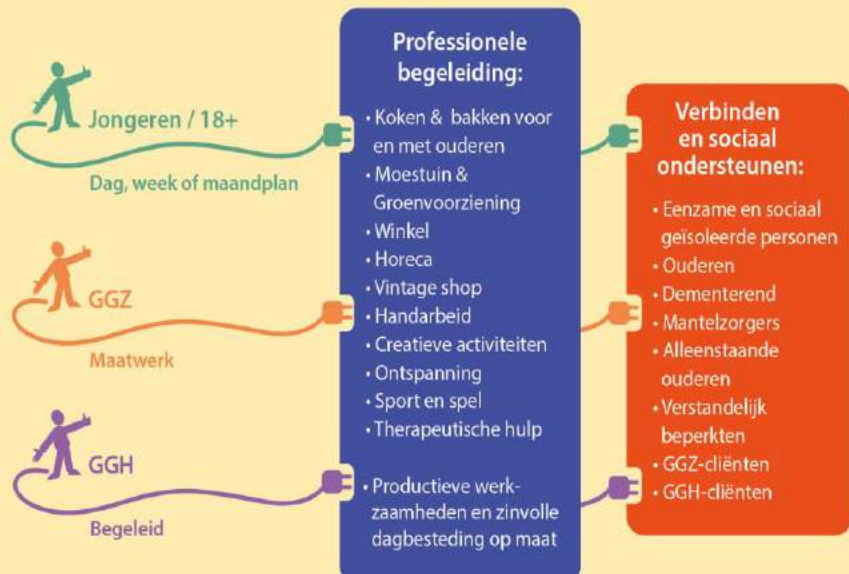 Jongeren / 18+
Dag, week of maandplan
GGZ
Maatwerk
GGH
Begeleid
Professionele
begeleiding:
• Koken & bakken voor
en met ouderen
• Moestuin &
Groenvoorziening
• Winkel
• Horeca
• Vintage shop
• Handarbeid
• Creatieve activiteiten
• Ontspanning
• Sport en spel
• Therapeutische hulp
• Productieve werk-
zaamheden en zinvolle
dagbesteding op maat
Verbinden
en sociaal
ondersteunen:
• Eenzame en sociaal
geïsoleerde personen
• Ouderen
• Dementerend
• Mantelzorgers
• Alleenstaande
ouderen
• Verstandelijk
beperkten
• GGZ-cliënten
• GGH-cliënten